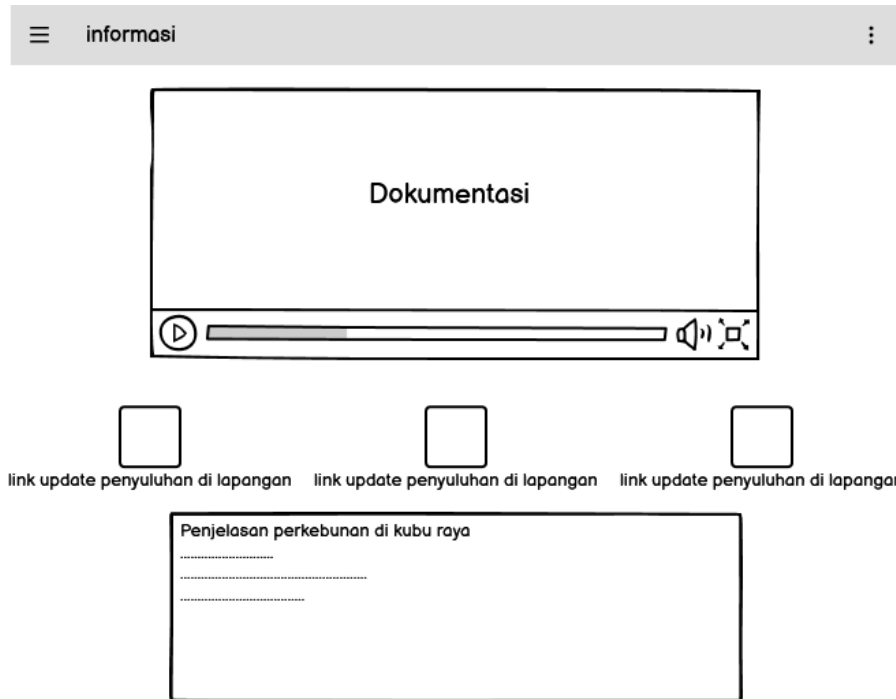 informasi
Dokumentasi
link update penyuluhan di lapangan
link update penyuluhan di lapangan
link update penyuluhan di lapangan
Penjelasan perkebunan di kubu raya